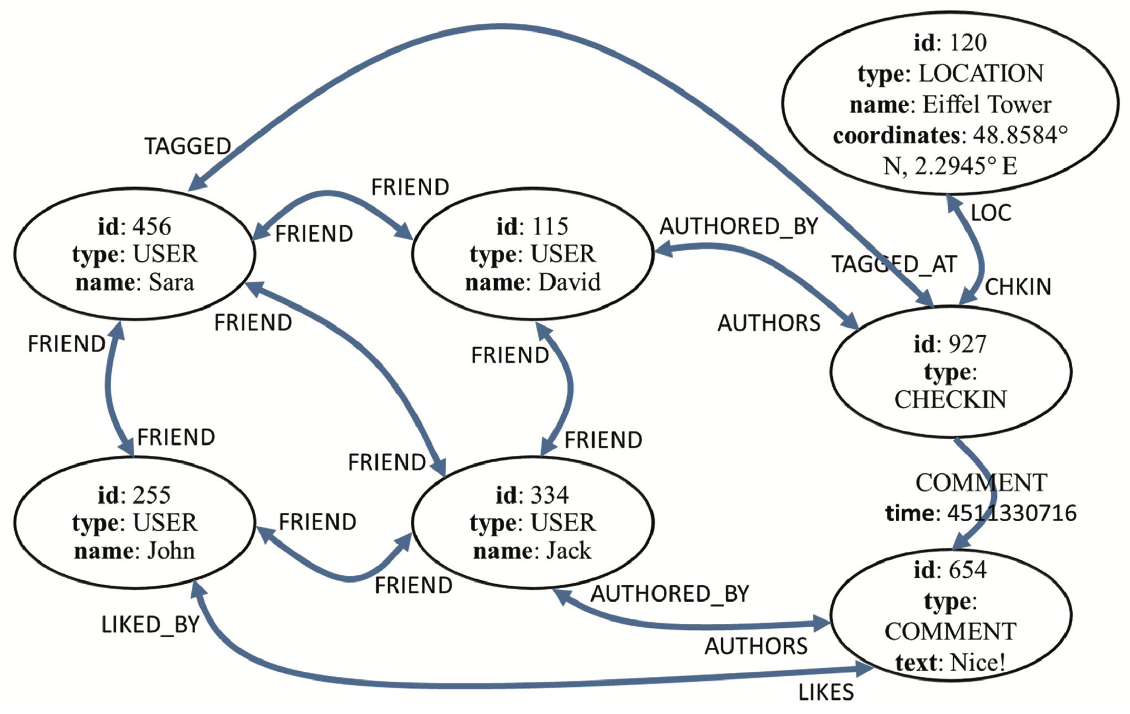 id: 120
type: LOCATION
name: Eiffel Tower
coordinates: 48.8584°
N, 2.2945° E
TAGGED
FRIEND
FRIEND
AUTHORED_BY
LOC
id: 456
type: USER
name: Sara
id: 115
type: USER
name: David
TAGGED_AT
CHKIN
FRIEND
AUTHORS
FRIEND
FRIEND
id: 927
type:
CHECKIN
FRIEND
FRIEND
FRIEND
COMMENT
time: 4511330716
id: 255
type: USER
name: John
FRIEND
id: 334
type: USER
name: Jack
FRIEND
id: 654
type:
COMMENT
text: Nice!
AUTHORED_BY
LIKED_BY
AUTHORS
LIKES